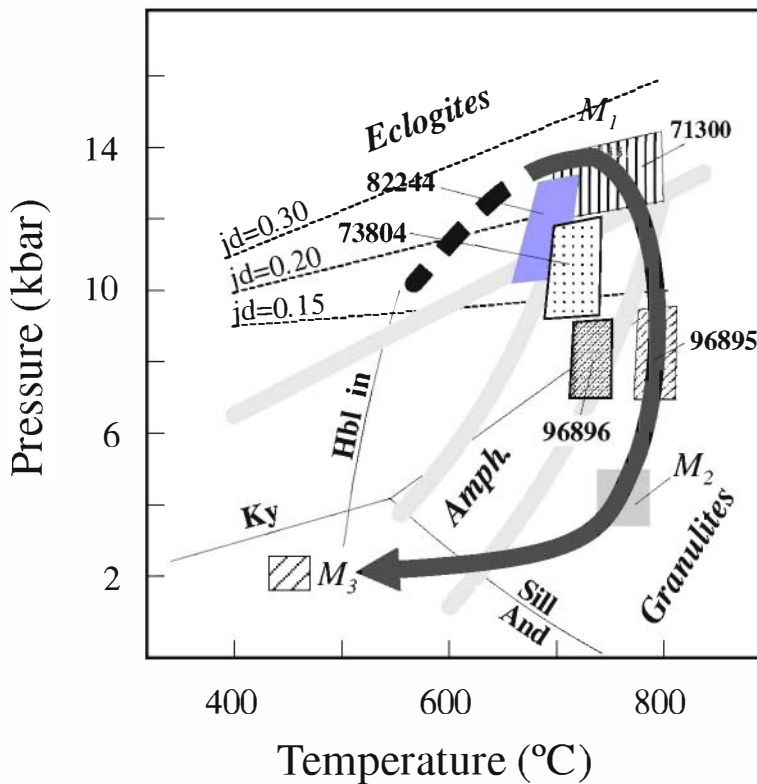 Eclogites
M1
71300
14
82244
jd=0.30
73804
jd=0.20
10
jd=0.15
96895
Hbl in
6
96896
Amph.
M2
Ky
Granulites
2
M3
Sill
And
400
600
800
Pressure (kbar)
Temperature (ºC)